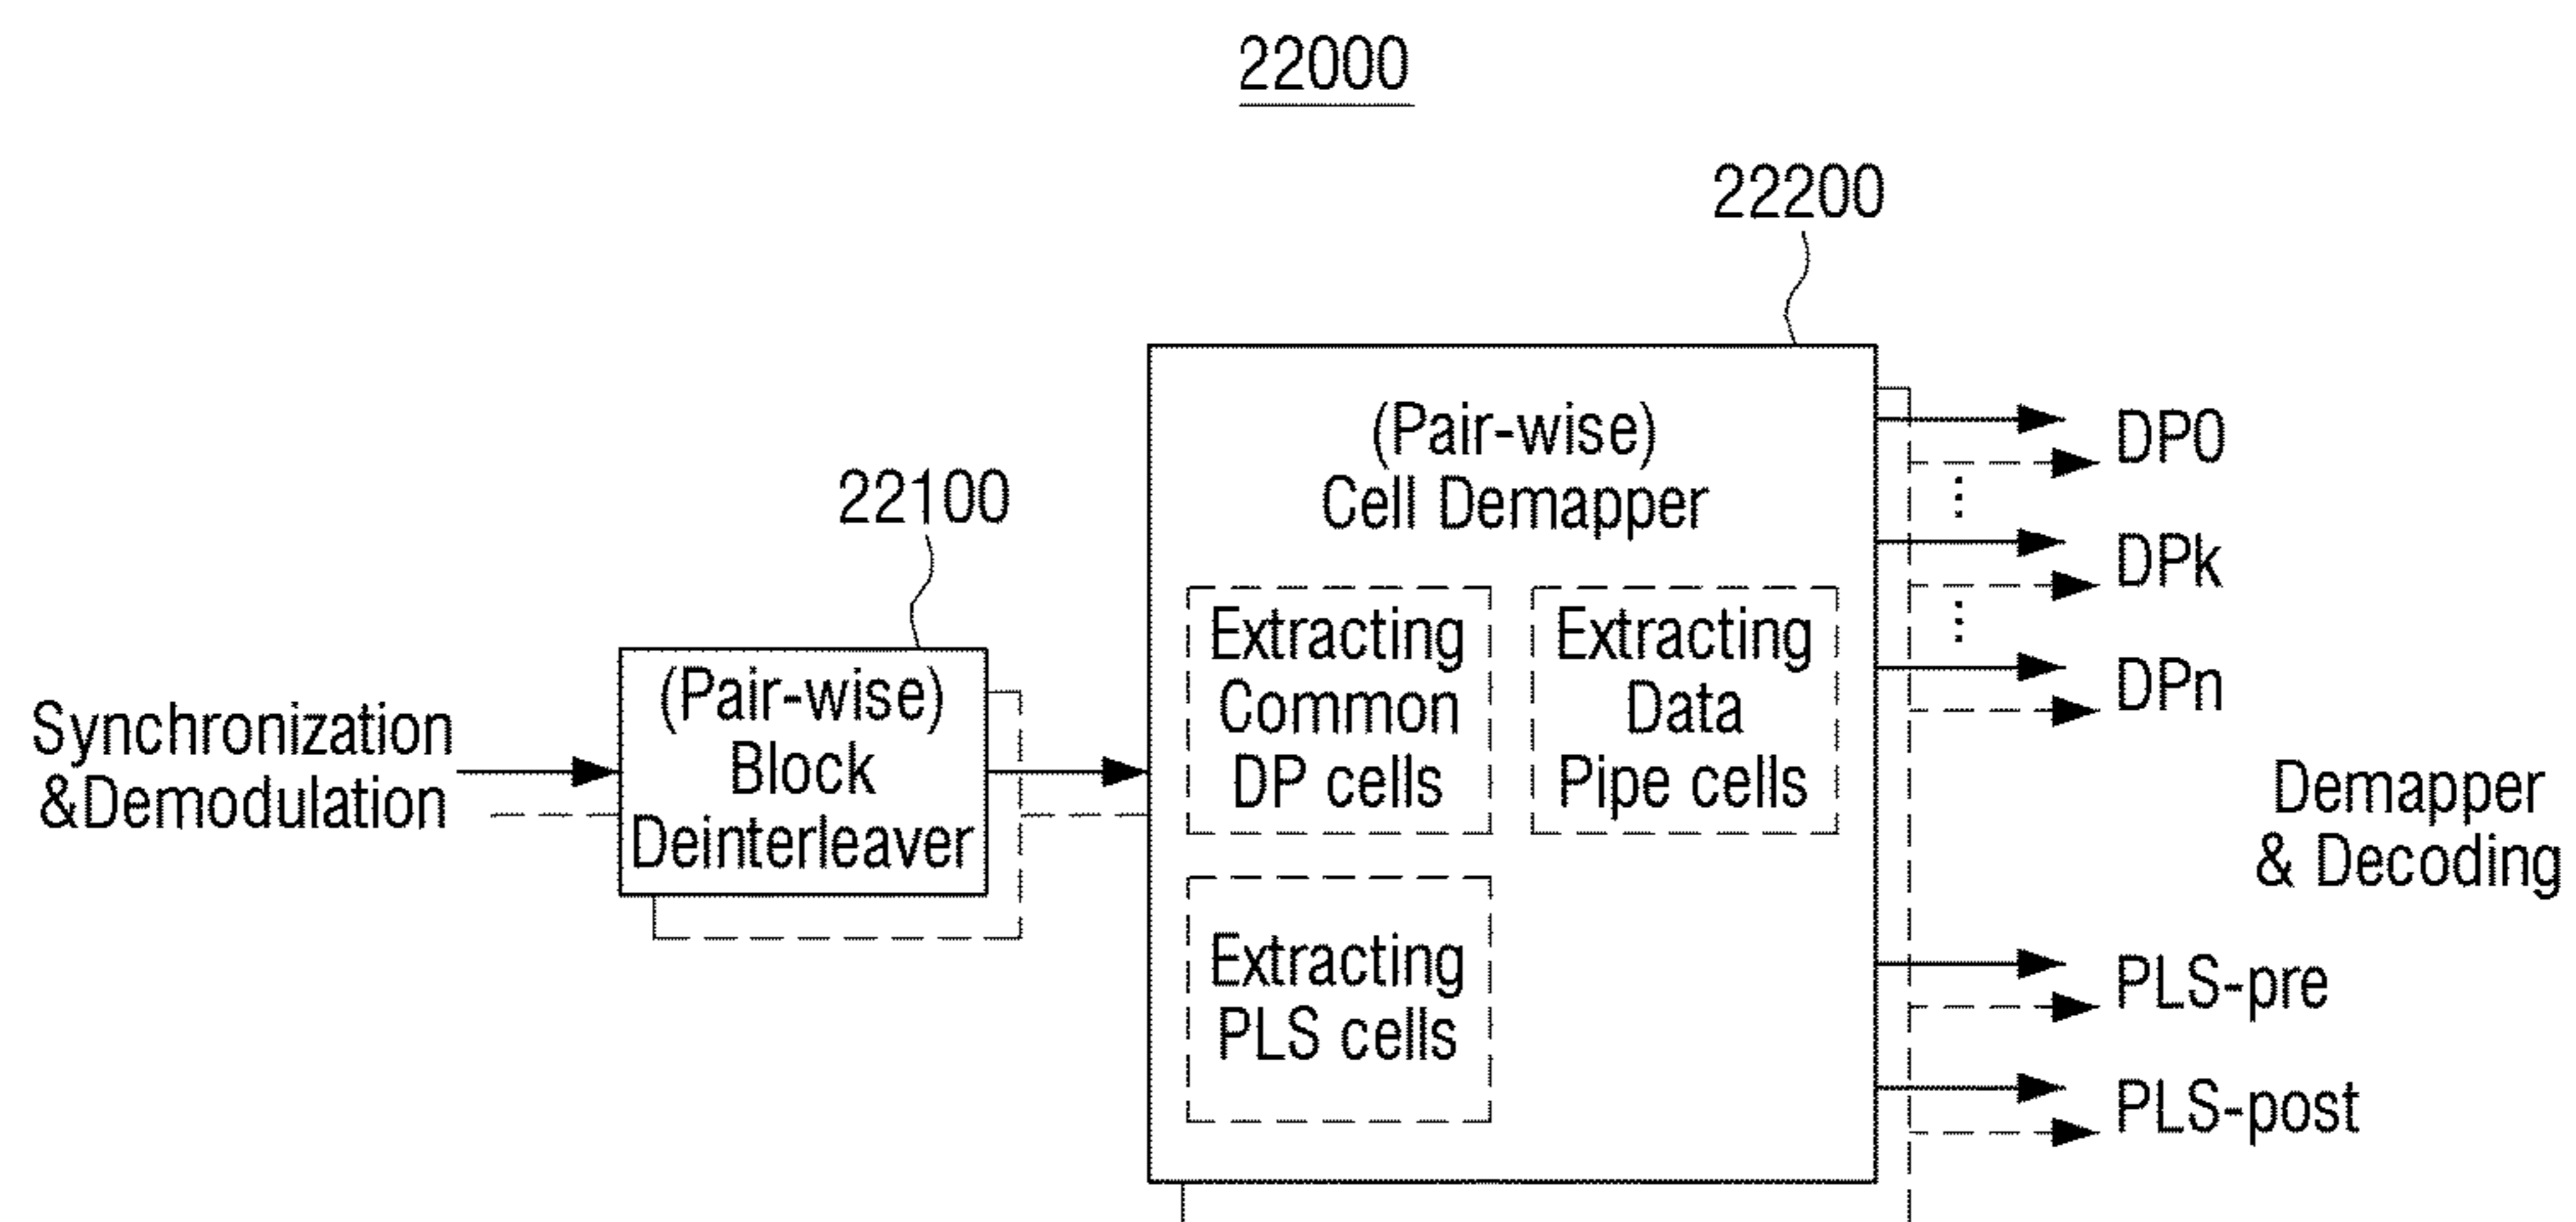 22000
22200
22100
Synchronization
&Demodulation
(Pair-wise)
Block
Deinterleaver
(Pair-wise)
Cell Demapper
Extracting
Common
DP cells
Extracting
Data
Pipe cells
Extracting
PLS cells
DP0
DPk
DPn
PLS-pre
PLS-post
Demapper
& Decoding